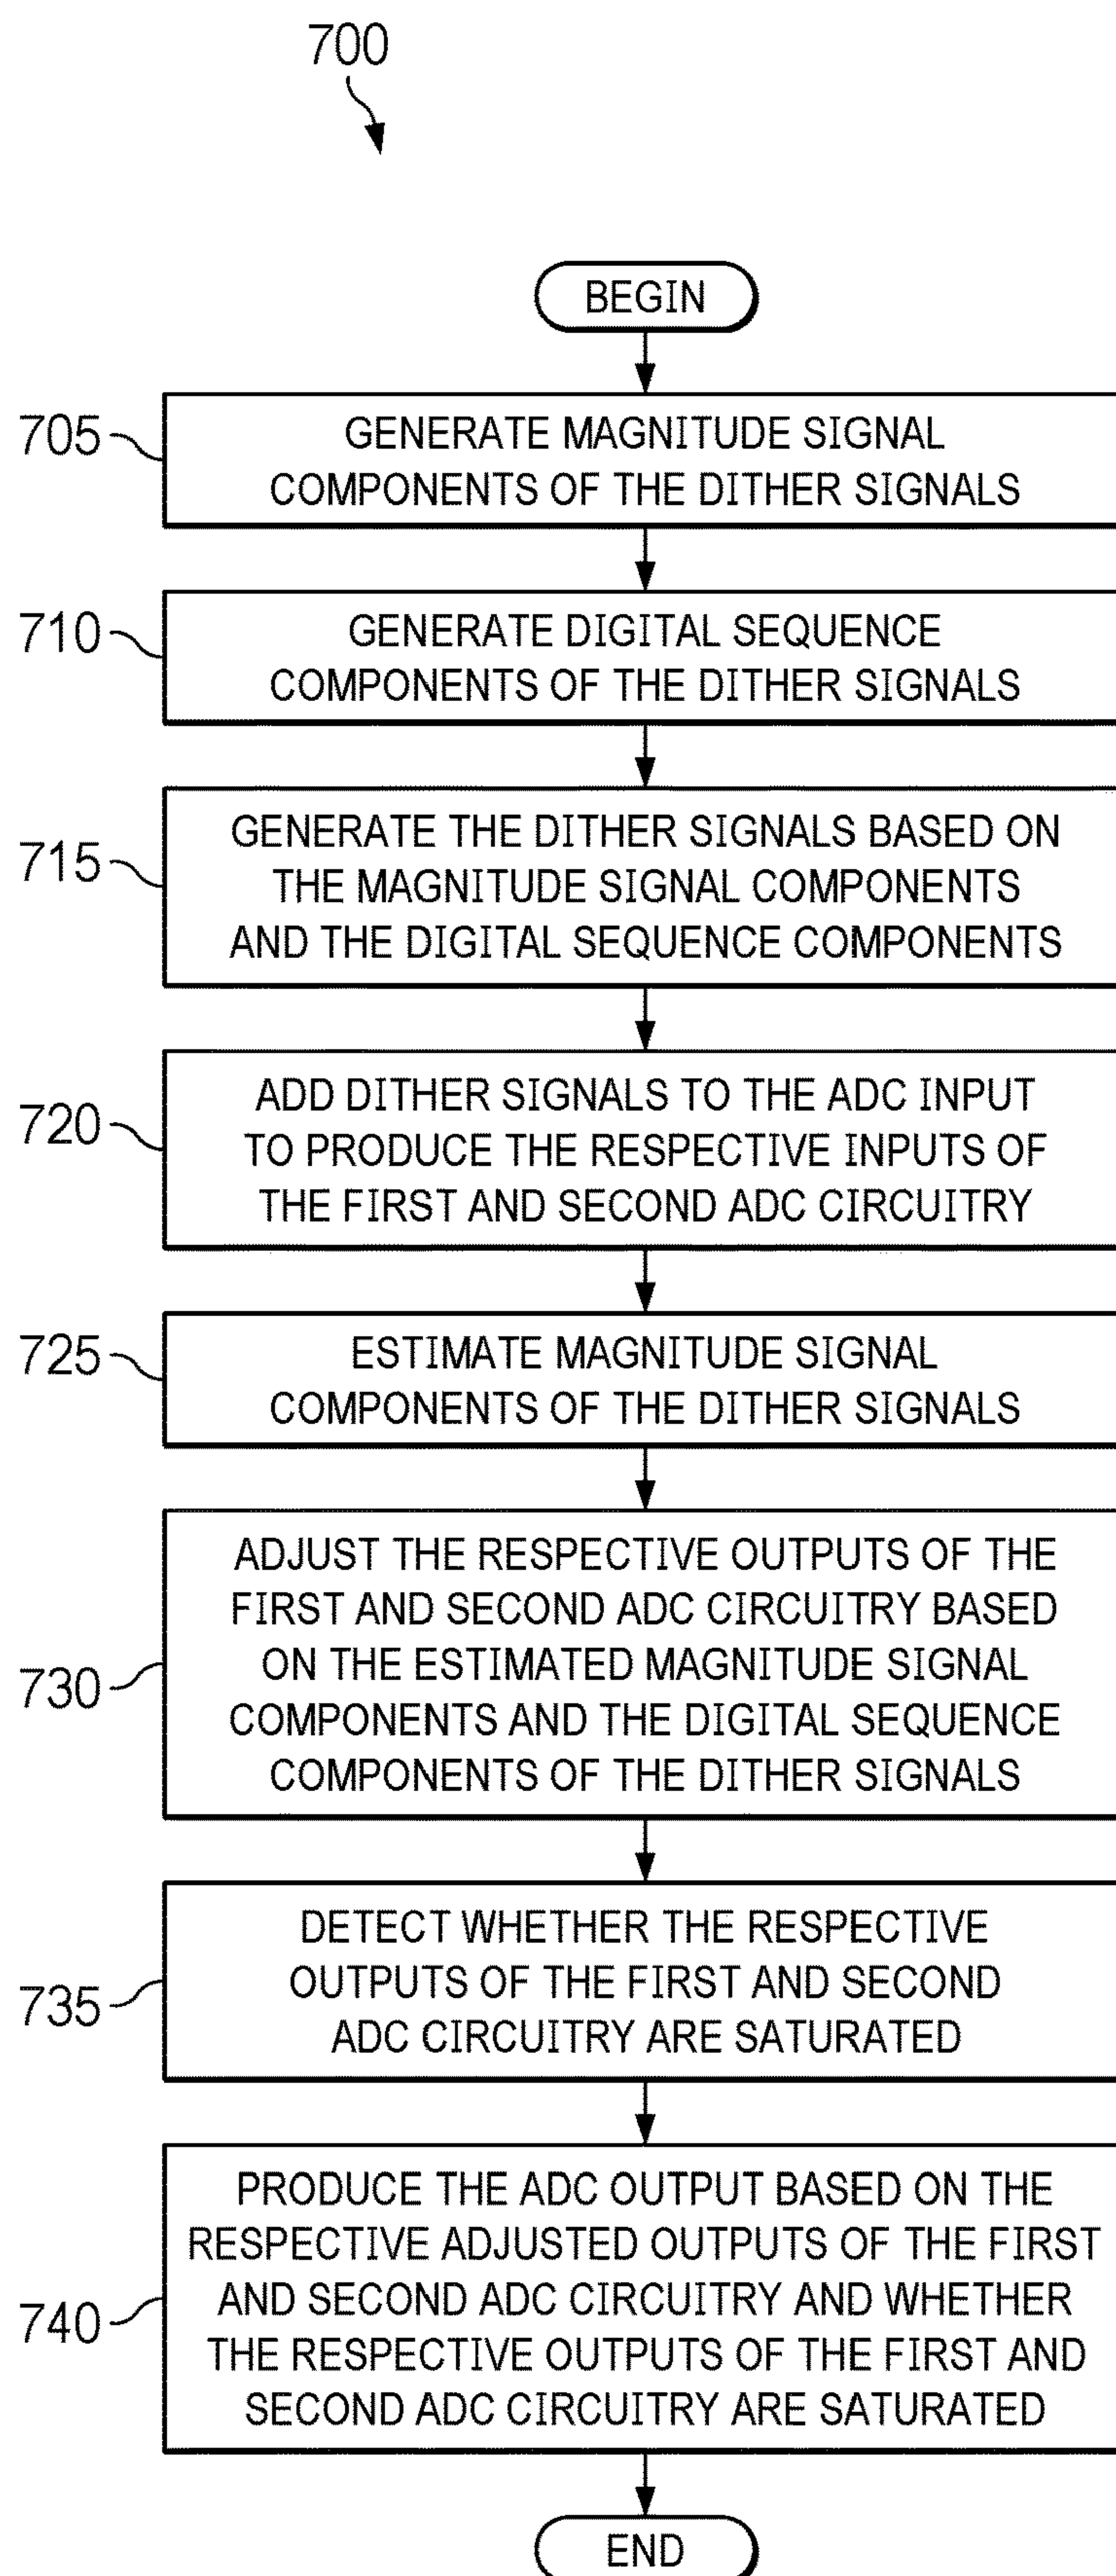 700
BEGIN
705
GENERATE MAGNITUDE SIGNAL
COMPONENTS OF THE DITHER SIGNALS
710
GENERATE DIGITAL SEQUENCE
COMPONENTS OF THE DITHER SIGNALS
715
GENERATE THE DITHER SIGNALS BASED ON
THE MAGNITUDE SIGNAL COMPONENTS
AND THE DIGITAL SEQUENCE COMPONENTS
720
ADD DITHER SIGNALS TO THE ADC INPUT
TO PRODUCE THE RESPECTIVE INPUTS OF
THE FIRST AND SECOND ADC CIRCUITRY
725
ESTIMATE MAGNITUDE SIGNAL
COMPONENTS OF THE DITHER SIGNALS
730
ADJUST THE RESPECTIVE OUTPUTS OF THE
FIRST AND SECOND ADC CIRCUITRY BASED
ON THE ESTIMATED MAGNITUDE SIGNAL
COMPONENTS AND THE DIGITAL SEQUENCE
COMPONENTS OF THE DITHER SIGNALS
735
DETECT WHETHER THE RESPECTIVE
OUTPUTS OF THE FIRST AND SECOND
ADC CIRCUITRY ARE SATURATED
740
PRODUCE THE ADC OUTPUT BASED ON THE
RESPECTIVE ADJUSTED OUTPUTS OF THE FIRST
AND SECOND ADC CIRCUITRY AND WHETHER
THE RESPECTIVE OUTPUTS OF THE FIRST AND
SECOND ADC CIRCUITRY ARE SATURATED
END